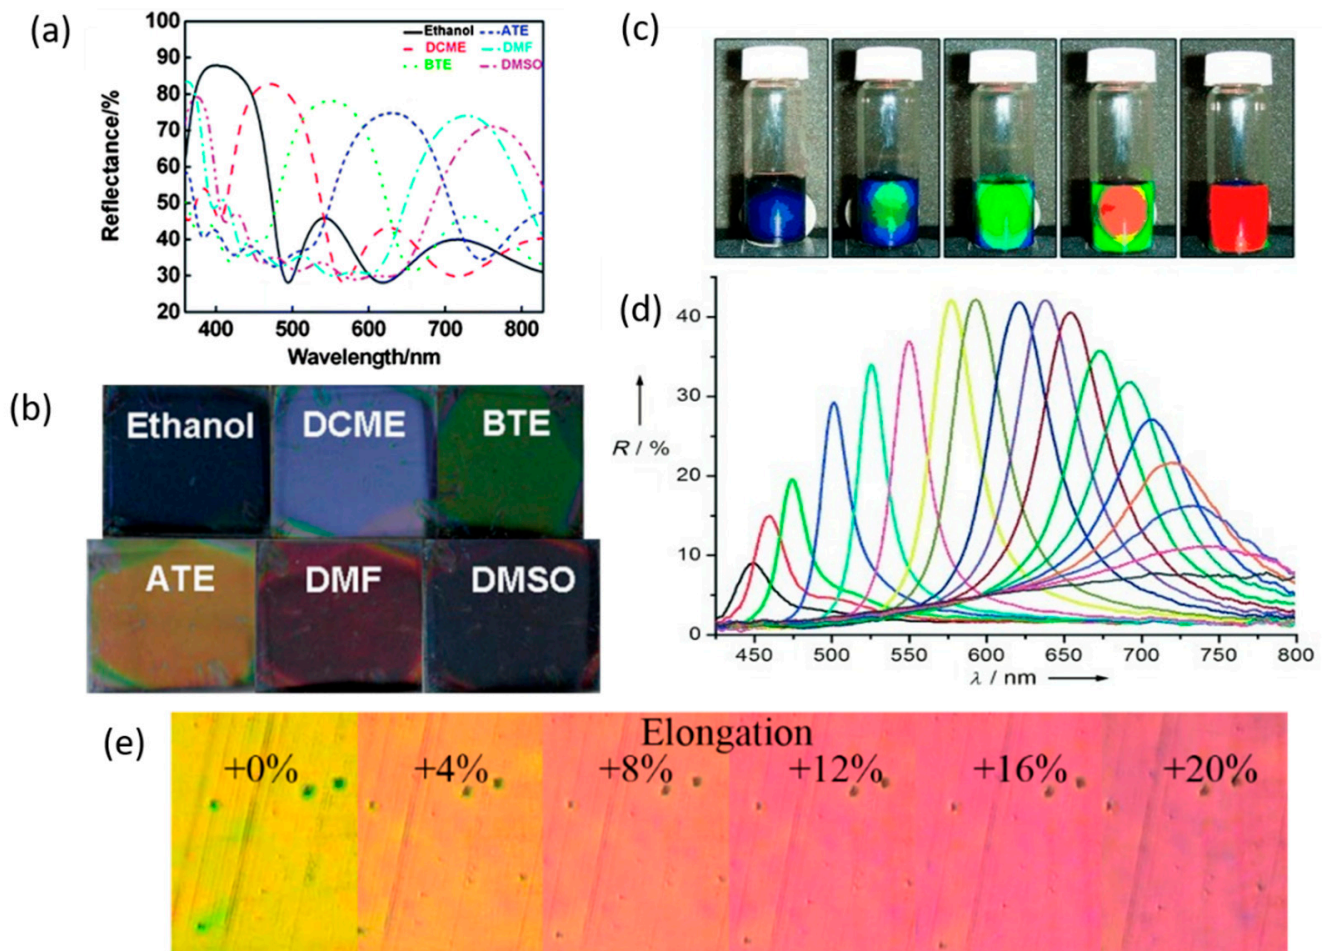 (a)
100
90
80
70
60
50
40
30
20
Reflectance/%
Ethanol ATE
DCME DMF
BTE DMSO
400 500 600 700 800
Wavelength/nm
(b)
Ethanol DCME BTE
ATE DMF DMSO
(c)
(d)
40
30
20
10
0
R / %
450 500 550 600 650 700 750 800
λ / nm
(e)
Elongation
+0% +4% +8% +12% +16% +20%